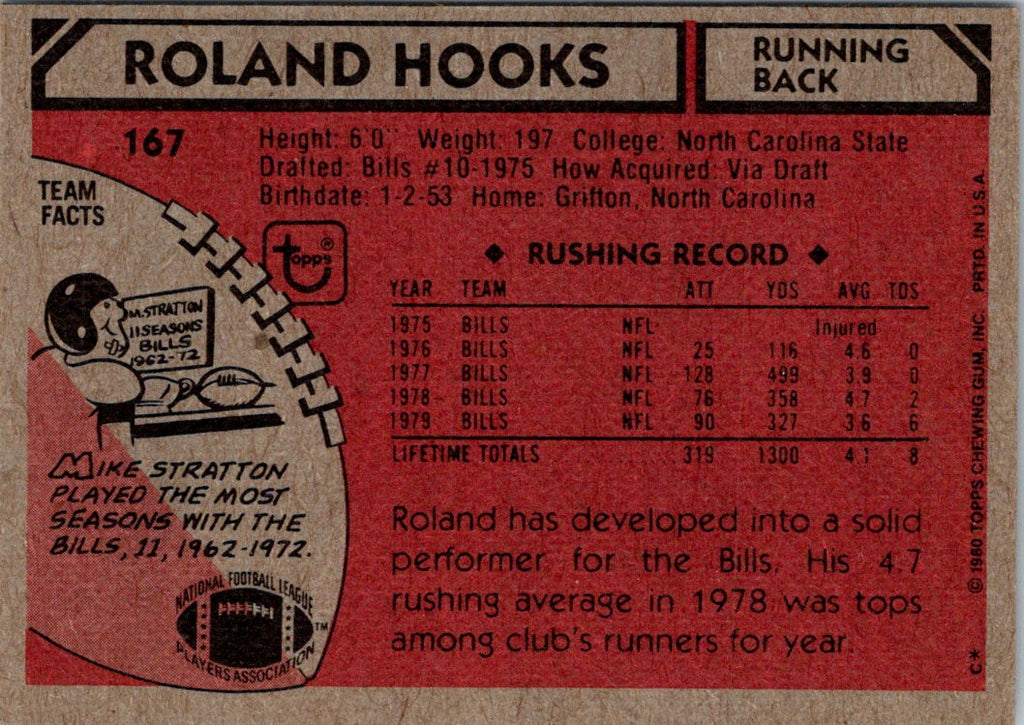 ROLAND HOOKS
RUNNING
BACK
167
Height: 6'0" Weight: 197 College: North Carolina State
Drafted: Bills #10-1975 How Acquired: Via Draft
Birthdate: 1-2-53 Home: Grifton, North Carolina
TEAM
FACTS
topps®
M. STRATTON
11 SEASONS
BILLS
1962-72
MIKE STRATTON
PLAYED THE MOST
SEASONS WITH THE
BILLS, 11, 1962-1972.
NATIONAL FOOTBALL LEAGUE
PLAYERS ASSOCIATION
™
◆ RUSHING RECORD ◆
YEAR TEAM ATT YDS AVG TDS
1975 BILLS NFL Injured
1976 BILLS NFL 25 116 4.6 0
1977 BILLS NFL 128 499 3.9 0
1978 BILLS NFL 76 358 4.7 2
1979 BILLS NFL 90 327 3.6 6
LIFETIME TOTALS 319 1300 4.1 8
Roland has developed into a solid
performer for the Bills. His 4.7
rushing average in 1978 was tops
among club's runners for year.
© 1980 TOPPS CHEWING GUM, INC. PRTD. IN U.S.A.
C*